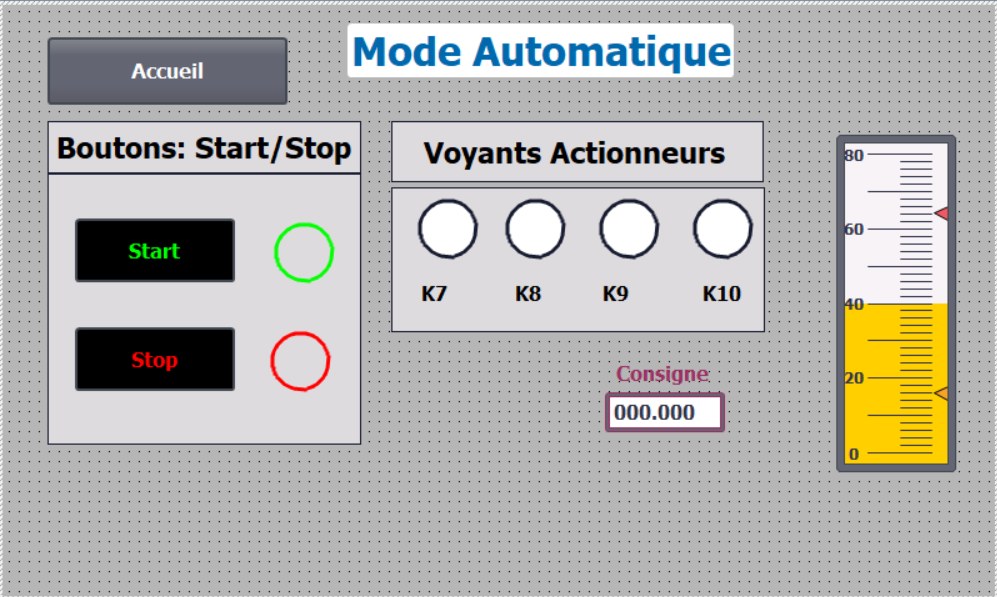 Accueil
Mode Automatique
Boutons: Start/Stop
Voyants Actionneurs
Start
Stop
K7 K8 K9 K10
Consigne
000.000
80
60
40
20
0